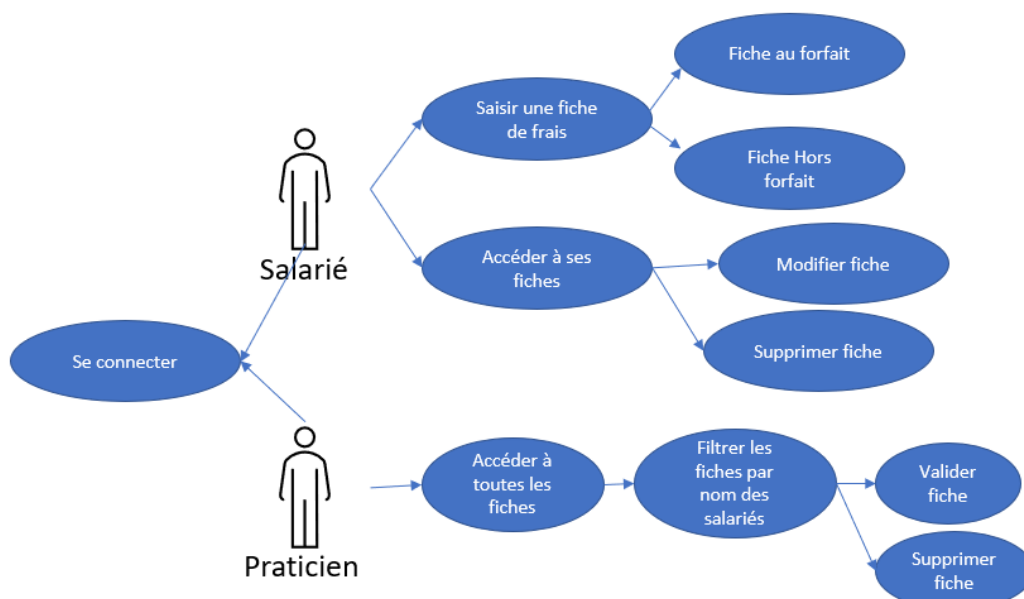 Fiche au forfait
Saisir une fiche
de frais
Fiche Hors
forfait
Salarié
Accéder à ses
fiches
Modifier fiche
Supprimer fiche
Se connecter
Praticien
Accéder à
toutes les
fiches
Filtrer les
fiches par
nom des
salariés
Valider
fiche
Supprimer
fiche